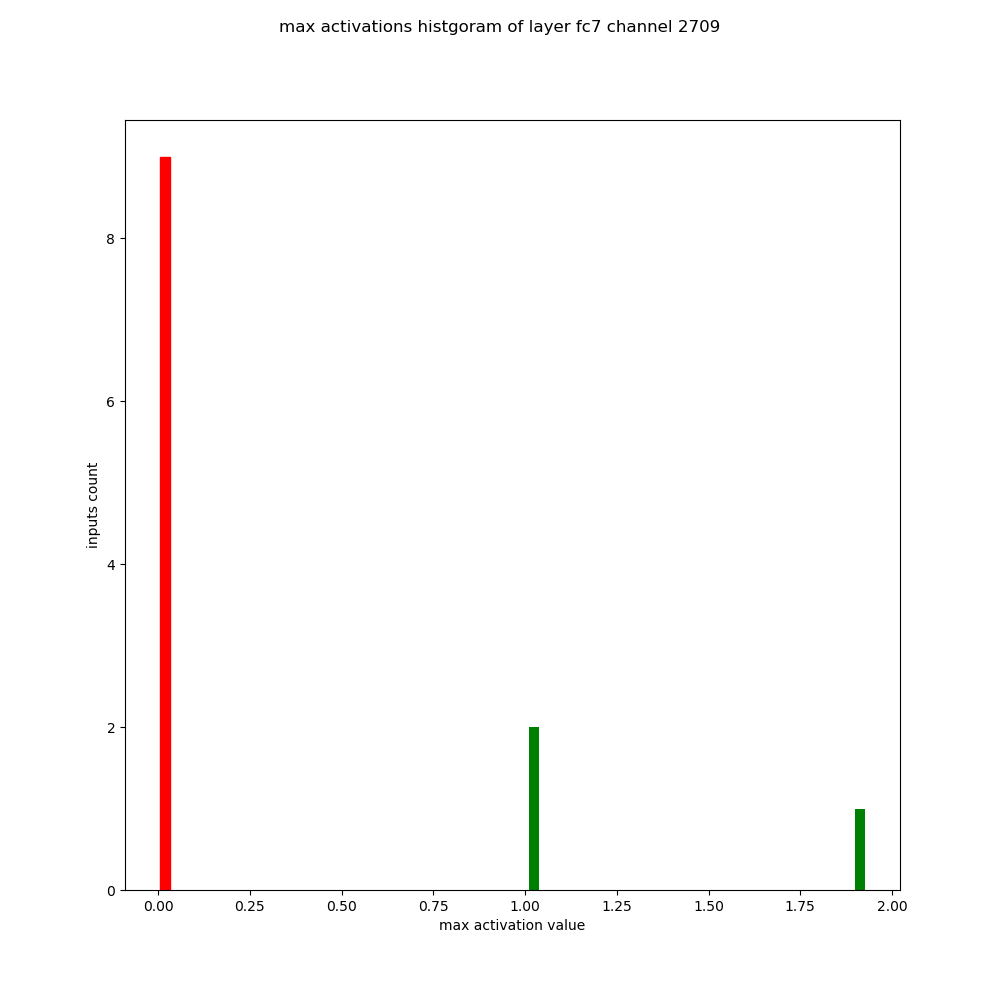 max activations histgoram of layer fc7 channel 2709
8
6
4
2
0
inputs count
0.00 0.25 0.50 0.75 1.00 1.25 1.50 1.75 2.00
max activation value